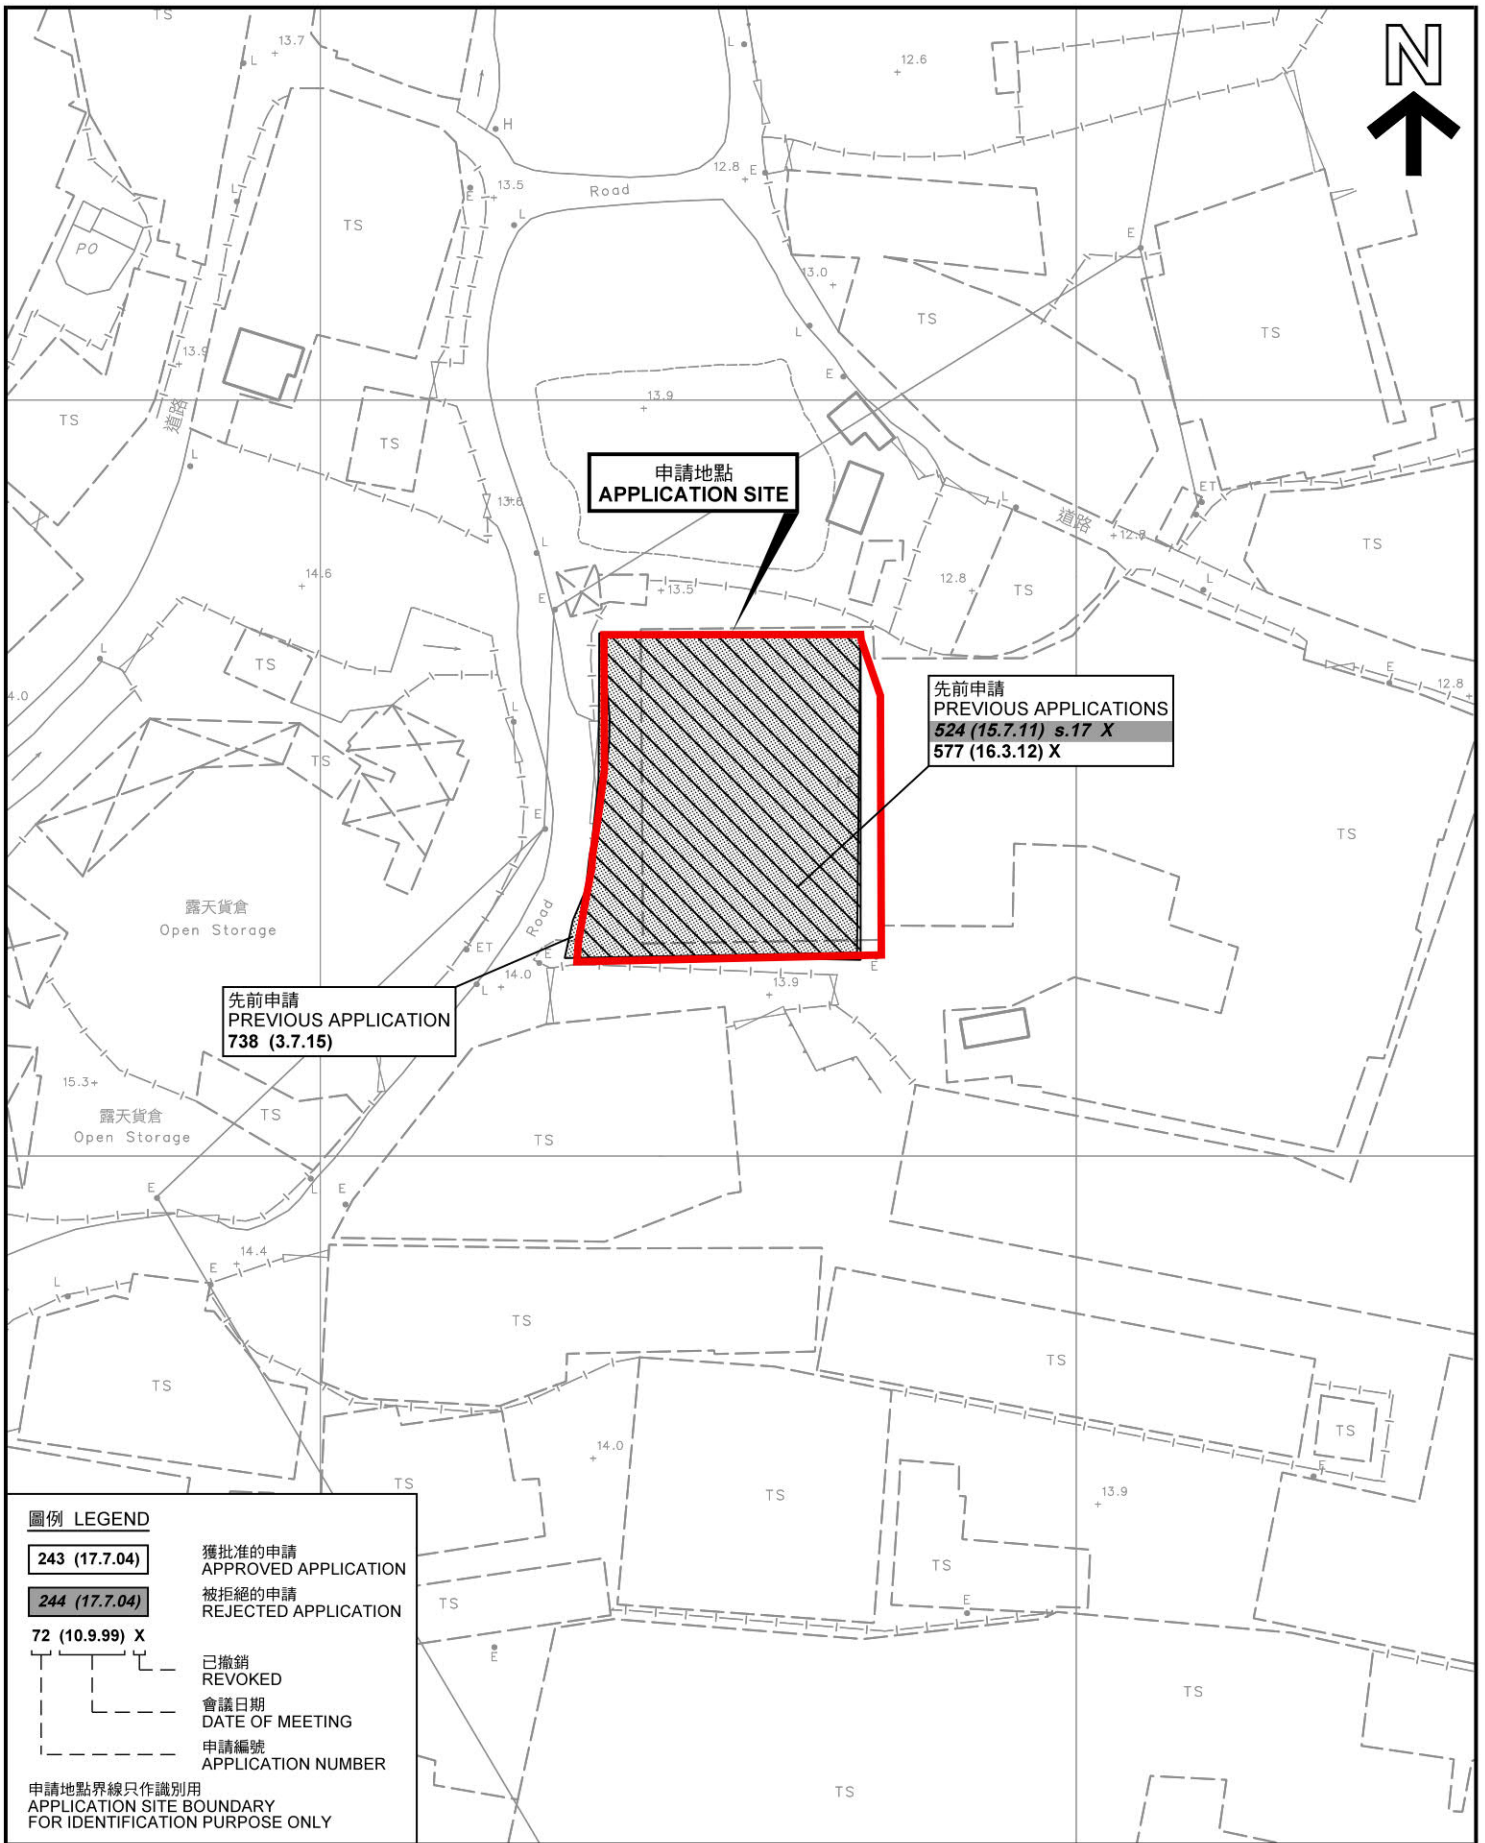 N
TS
13.7
L
L
12.6
H
12.8
E
13.5
E
Road
L
L
TS
PO
E
13.0
TS
TS
L
13.9
道路
E
13.9
TS
TS
L
申請地點
APPLICATION SITE
13.6
ET
L
道路
12.8
TS
L
14.6
12.8
TS
L
E
13.5
TS
L
E
12.8
4.0
L
TS
先前申請
PREVIOUS APPLICATIONS
524 (15.7.11) s.17 X
577 (16.3.12) X
TS
TS
E
TS
露天貨倉
Open Storage
Road
ET
E
E
L
14.0
13.9
先前申請
PREVIOUS APPLICATION
738 (3.7.15)
15.3
露天貨倉
Open Storage
TS
TS
E
L
E
14.4
L
E
TS
TS
TS
TS
14.0
TS
TS
E
13.9
TS
TS
E
E
TS
TS
圖例 LEGEND
243 (17.7.04)
獲批准的申請
APPROVED APPLICATION
244 (17.7.04)
被拒絕的申請
REJECTED APPLICATION
72 (10.9.99) X
已撤銷
REVOKED
會議日期
DATE OF MEETING
申請編號
APPLICATION NUMBER
申請地點界線只作識別用
APPLICATION SITE BOUNDARY
FOR IDENTIFICATION PURPOSE ONLY